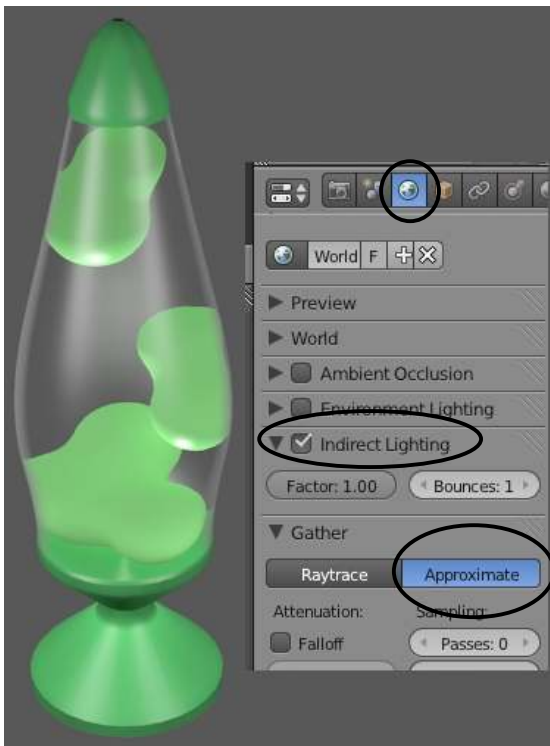 World F
Preview
World
Ambient Occlusion
Environment Lighting
Indirect Lighting
Factor: 1.00 Bounces: 1
Gather
Raytrace Approximate
Attenuation: Sampling:
Falloff Passes: 0